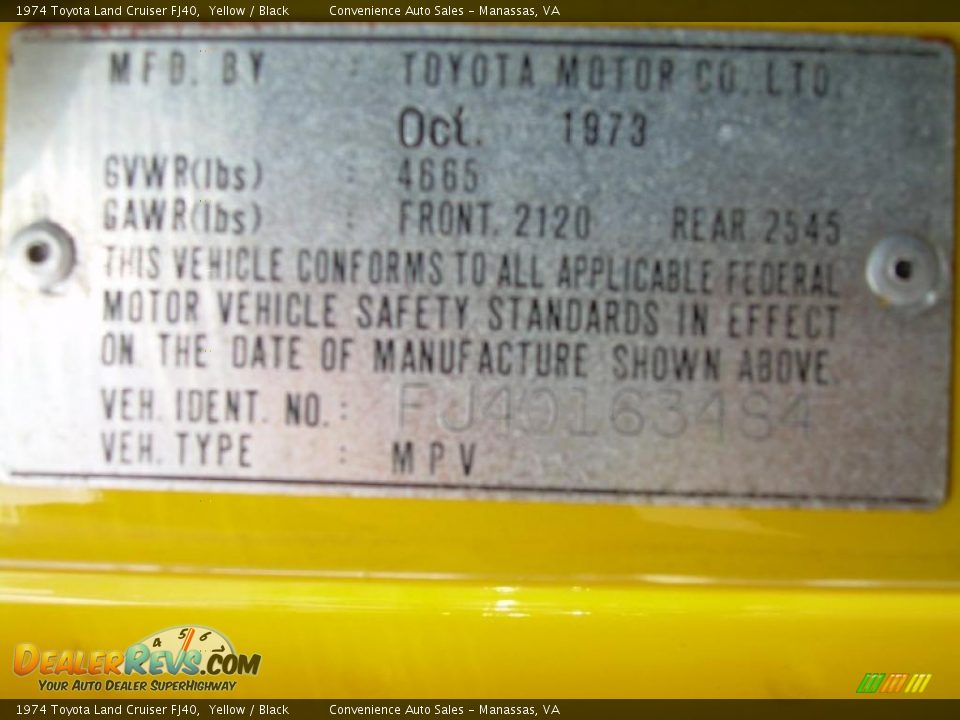 1974 Toyota Land Cruiser FJ40, Yellow / Black Convenience Auto Sales - Manassas, VA
MFD. BY : TOYOTA MOTOR CO. LTD.
Oct. 1973
GVWR(lbs) : 4665
GAWR(lbs) : FRONT. 2120 REAR 2545
THIS VEHICLE CONFORMS TO ALL APPLICABLE FEDERAL
MOTOR VEHICLE SAFETY STANDARDS IN EFFECT
ON THE DATE OF MANUFACTURE SHOWN ABOVE.
VEH. IDENT. NO. :
VEH. TYPE : MPV
4 5 6
DEALERREVS.COM
YOUR AUTO DEALER SUPERHIGHWAY
1974 Toyota Land Cruiser FJ40, Yellow / Black Convenience Auto Sales - Manassas, VA